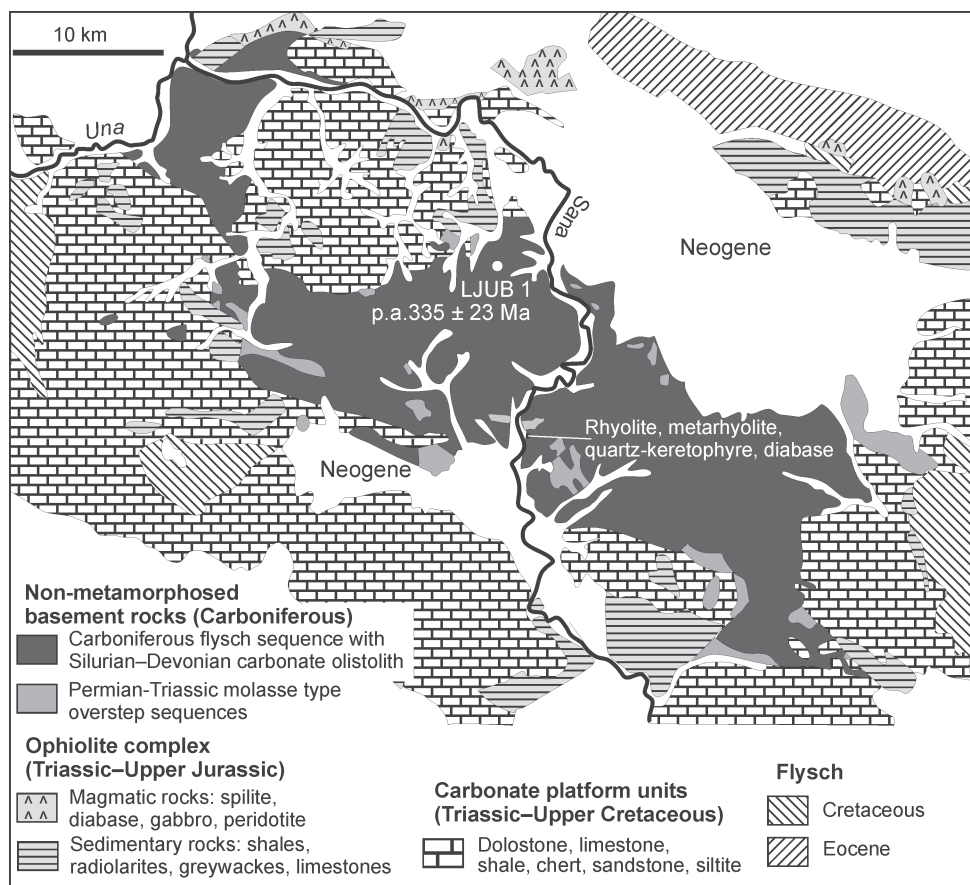 10 km
Una
Sana
Neogene
LJUB 1
p.a.335 ± 23 Ma
Rhyolite, metarhyolite,
quartz-keretophyre, diabase
Neogene
Non-metamorphosed
basement rocks (Carboniferous)
Carboniferous flysch sequence with
Silurian–Devonian carbonate olistolith
Permian-Triassic molasse type
overstep sequences
Ophiolite complex
(Triassic–Upper Jurassic)
Magmatic rocks: spilite,
diabase, gabbro, peridotite
Sedimentary rocks: shales,
radiolarites, greywackes, limestones
Carbonate platform units
(Triassic–Upper Cretaceous)
Dolostone, limestone,
shale, chert, sandstone, siltite
Flysch
Cretaceous
Eocene